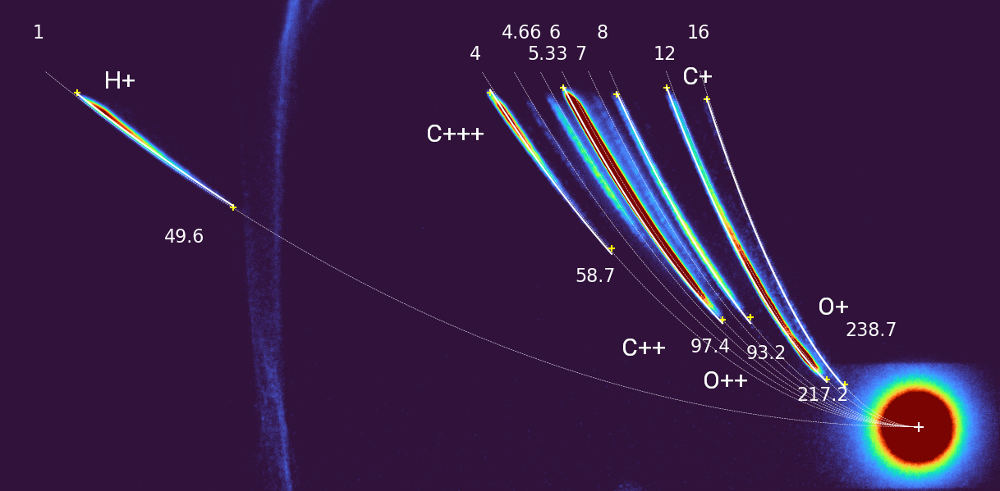 1 4.66 6 8 16
4 5.33 7 12
H+ C+
C+++
49.6
58.7
O+
238.7
C++ 97.4 93.2
O++
217.2